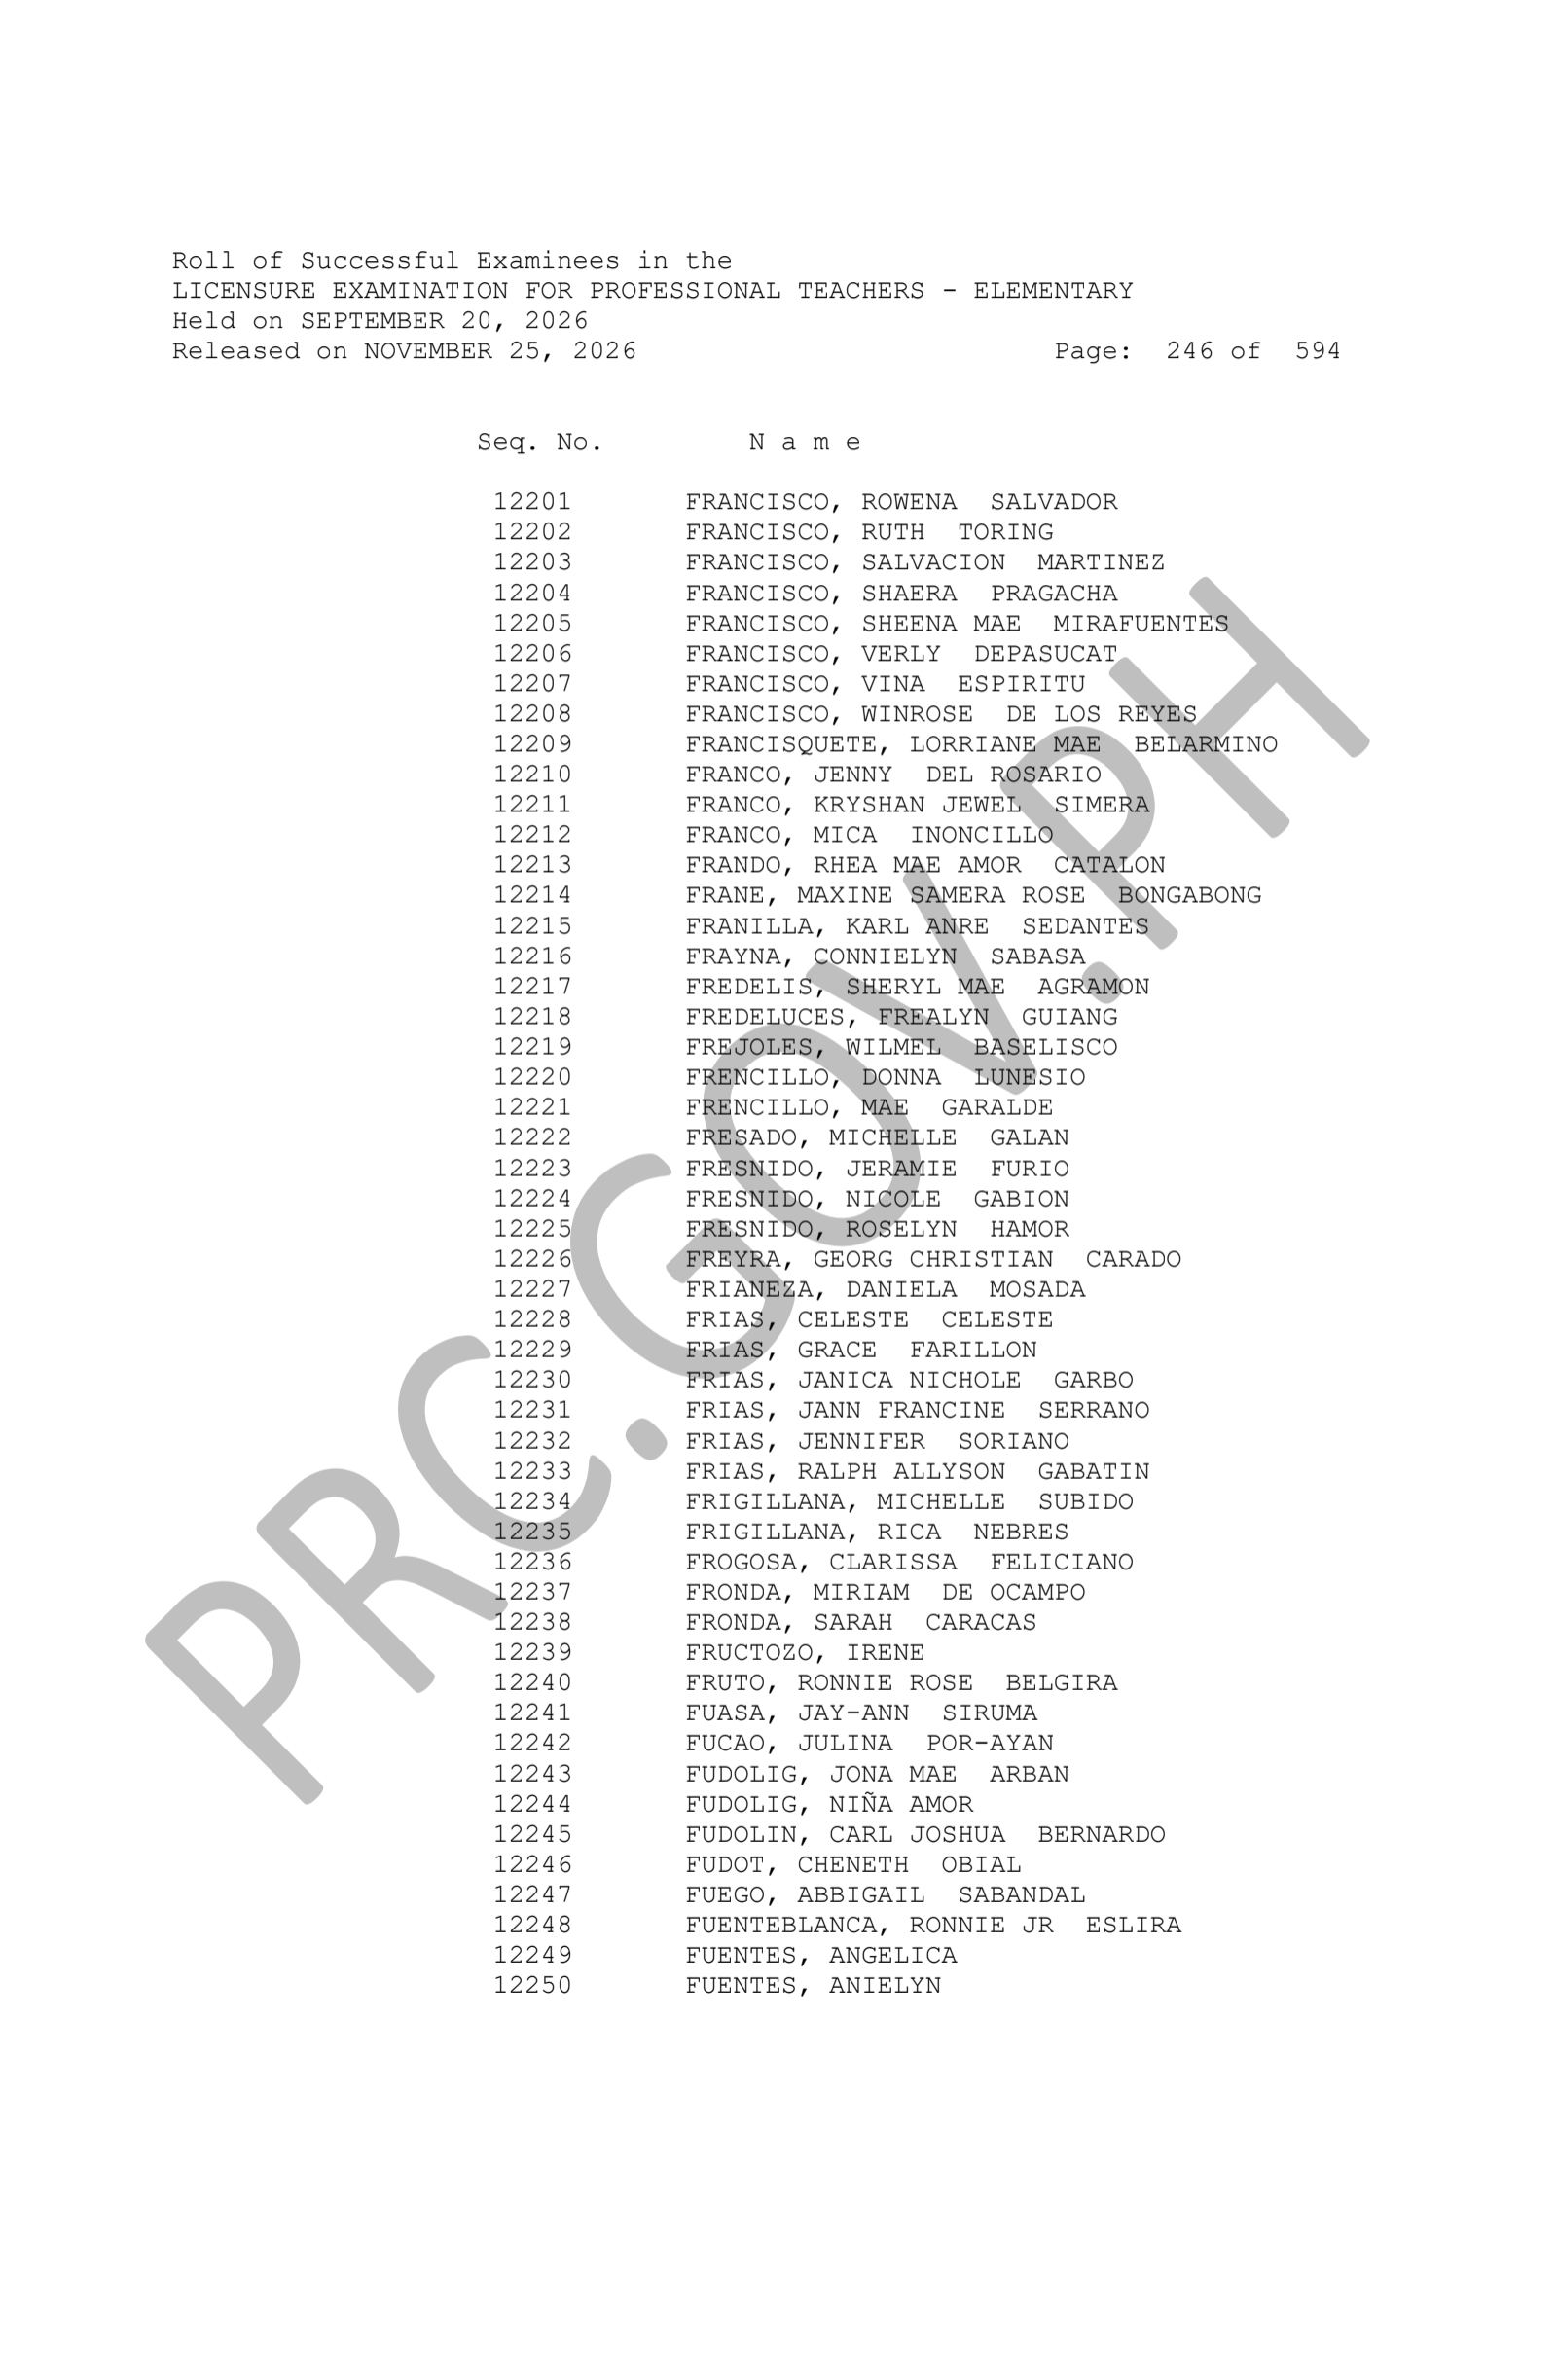 Roll of Successful Examinees in the
LICENSURE EXAMINATION FOR PROFESSIONAL TEACHERS - ELEMENTARY
Held on SEPTEMBER 20, 2026
Released on NOVEMBER 25, 2026 Page: 246 of 594
Seq. No. N a m e
12201 FRANCISCO, ROWENA SALVADOR
12202 FRANCISCO, RUTH TORING
12203 FRANCISCO, SALVACION MARTINEZ
12204 FRANCISCO, SHAERA PRAGACHA
12205 FRANCISCO, SHEENA MAE MIRAFUENTES
12206 FRANCISCO, VERLY DEPASUCAT
12207 FRANCISCO, VINA ESPIRITU
12208 FRANCISCO, WINROSE DE LOS REYES
12209 FRANCISQUETE, LORRIANE MAE BELARMINO
12210 FRANCO, JENNY DEL ROSARIO
12211 FRANCO, KRYSHAN JEWEL SIMERA
12212 FRANCO, MICA INONCILLO
12213 FRANDO, RHEA MAE AMOR CATALON
12214 FRANE, MAXINE SAMERA ROSE BONGABONG
12215 FRANILLA, KARL ANRE SEDANTES
12216 FRAYNA, CONNIELYN SABASA
12217 FREDELIS, SHERYL MAE AGRAMON
12218 FREDELUCES, FREALYN GUIANG
12219 FREJOLES, WILMEL BASELISCO
12220 FRENCILLO, DONNA LUNESIO
12221 FRENCILLO, MAE GARALDE
12222 FRESADO, MICHELLE GALAN
12223 FRESNIDO, JERAMIE FURIO
12224 FRESNIDO, NICOLE GABION
12225 FRESNIDO, ROSELYN HAMOR
12226 FREYRA, GEORG CHRISTIAN CARADO
12227 FRIANEZA, DANIELA MOSADA
12228 FRIAS, CELESTE CELESTE
12229 FRIAS, GRACE FARILLON
12230 FRIAS, JANICA NICHOLE GARBO
12231 FRIAS, JANN FRANCINE SERRANO
12232 FRIAS, JENNIFER SORIANO
12233 FRIAS, RALPH ALLYSON GABATIN
12234 FRIGILLANA, MICHELLE SUBIDO
12235 FRIGILLANA, RICA NEBRES
12236 FROGOSA, CLARISSA FELICIANO
12237 FRONDA, MIRIAM DE OCAMPO
12238 FRONDA, SARAH CARACAS
12239 FRUCTOZO, IRENE
12240 FRUTO, RONNIE ROSE BELGIRA
12241 FUASA, JAY-ANN SIRUMA
12242 FUCAO, JULINA POR-AYAN
12243 FUDOLIG, JONA MAE ARBAN
12244 FUDOLIG, NIÑA AMOR
12245 FUDOLIN, CARL JOSHUA BERNARDO
12246 FUDOT, CHENETH OBIAL
12247 FUEGO, ABBIGAIL SABANDAL
12248 FUENTEBLANCA, RONNIE JR ESLIRA
12249 FUENTES, ANGELICA
12250 FUENTES, ANIELYN
PRC.GOV.PH